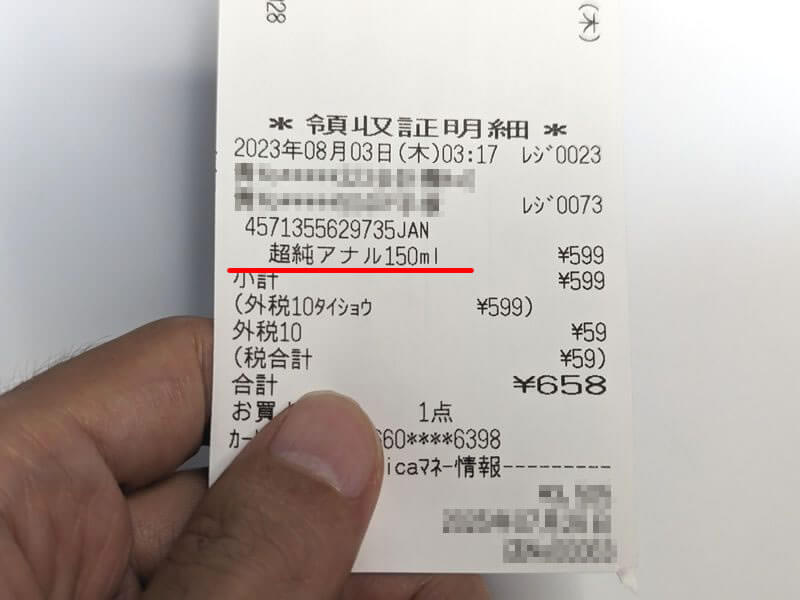 28
(木)
* 領収証明細 *
2023年08月03日(木)03:17 レジ0023
レジ0073
4571355629735JAN
超純アナル150ml ¥599
小計 ¥599
(外税10タイショウ ¥599)
外税10 ¥59
(税合計 ¥59)
合計 ¥658
お買 1点
カー 660****6398
icaマネー情報---------